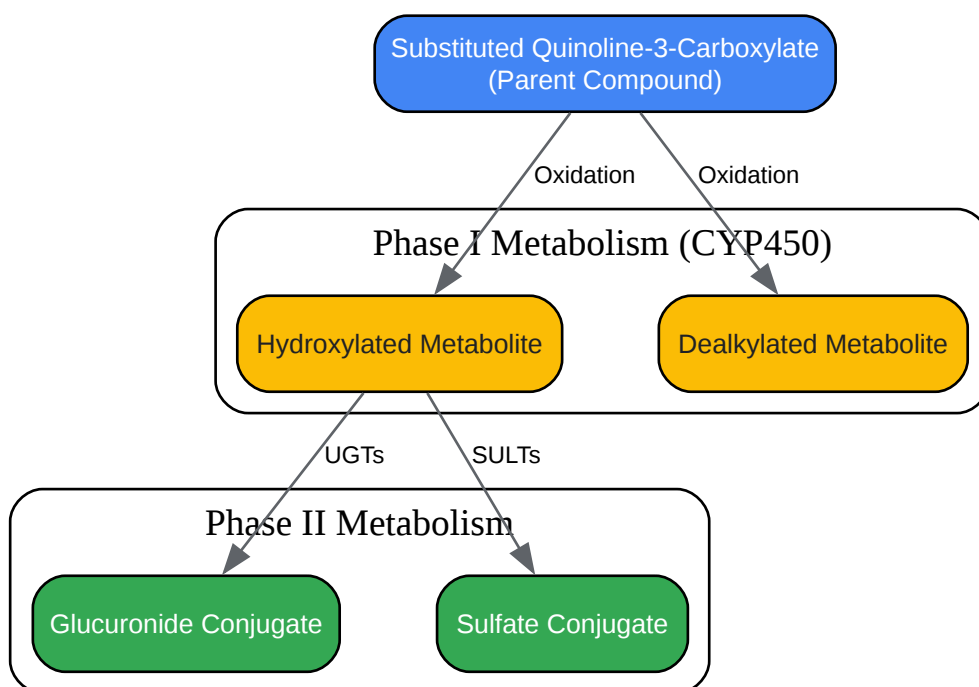 Substituted Quinoline-3-Carboxylate
(Parent Compound)
Oxidation
Oxidation
Phase I Metabolism (CYP450)
Hydroxylated Metabolite
Dealkylated Metabolite
UGTs
SULTs
Phase II Metabolism
Glucuronide Conjugate
Sulfate Conjugate